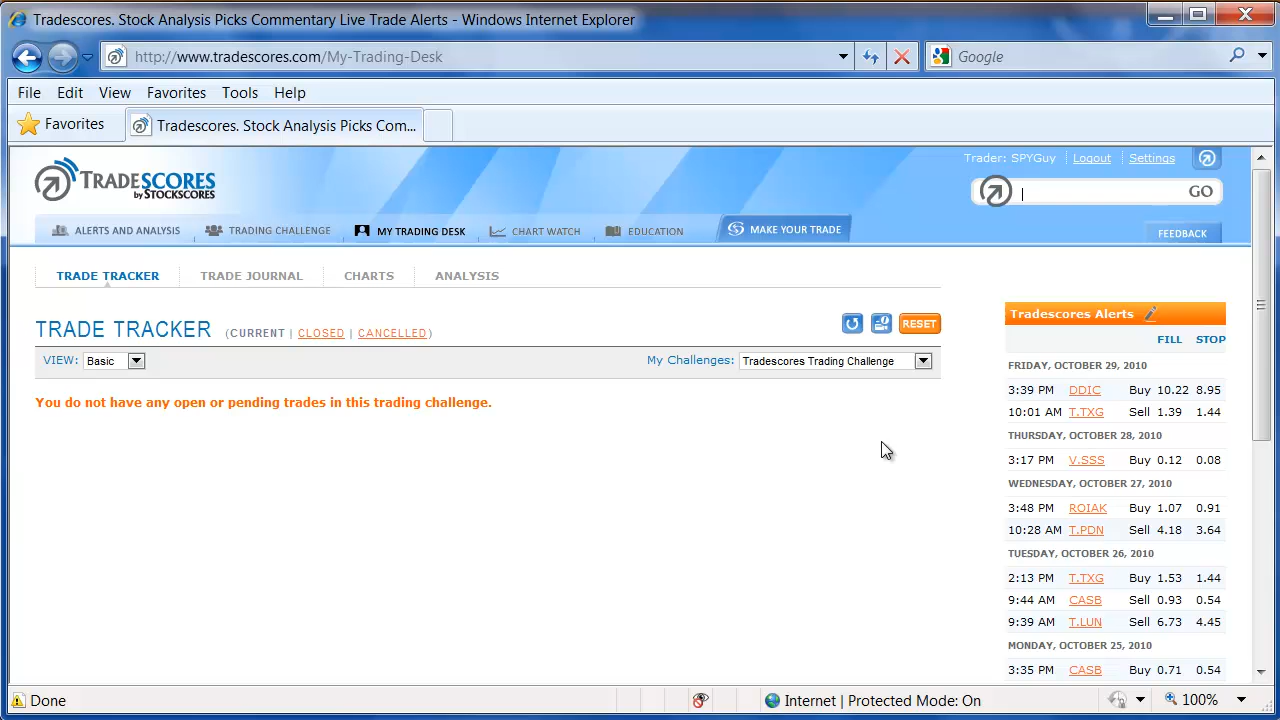 Tradescores. Stock Analysis Picks Commentary Live Trade Alerts - Windows Internet Explorer
http://www.tradescores.com/My-Trading-Desk
Google
File Edit View Favorites Tools Help
Favorites
Tradescores. Stock Analysis Picks Com...
Trader: SPYGuy Logout Settings
TRADESCORES
by STOCKSCORES
GO
ALERTS AND ANALYSIS TRADING CHALLENGE MY TRADING DESK CHART WATCH EDUCATION MAKE YOUR TRADE
FEEDBACK
TRADE TRACKER TRADE JOURNAL CHARTS ANALYSIS
TRADE TRACKER (CURRENT | CLOSED | CANCELLED)
RESET
VIEW: Basic
My Challenges: Tradescores Trading Challenge
You do not have any open or pending trades in this trading challenge.
Tradescores Alerts
FILL STOP
FRIDAY, OCTOBER 29, 2010
3:39 PM DDIC Buy 10.22 8.95
10:01 AM T.TXG Sell 1.39 1.44
THURSDAY, OCTOBER 28, 2010
3:17 PM V.SSS Buy 0.12 0.08
WEDNESDAY, OCTOBER 27, 2010
3:48 PM ROIAK Buy 1.07 0.91
10:28 AM T.PDN Sell 4.18 3.64
TUESDAY, OCTOBER 26, 2010
2:13 PM T.TXG Buy 1.53 1.44
9:44 AM CASB Sell 0.93 0.54
9:39 AM T.LUN Sell 6.73 4.45
MONDAY, OCTOBER 25, 2010
3:35 PM CASB Buy 0.71 0.54
Done
Internet | Protected Mode: On
100%